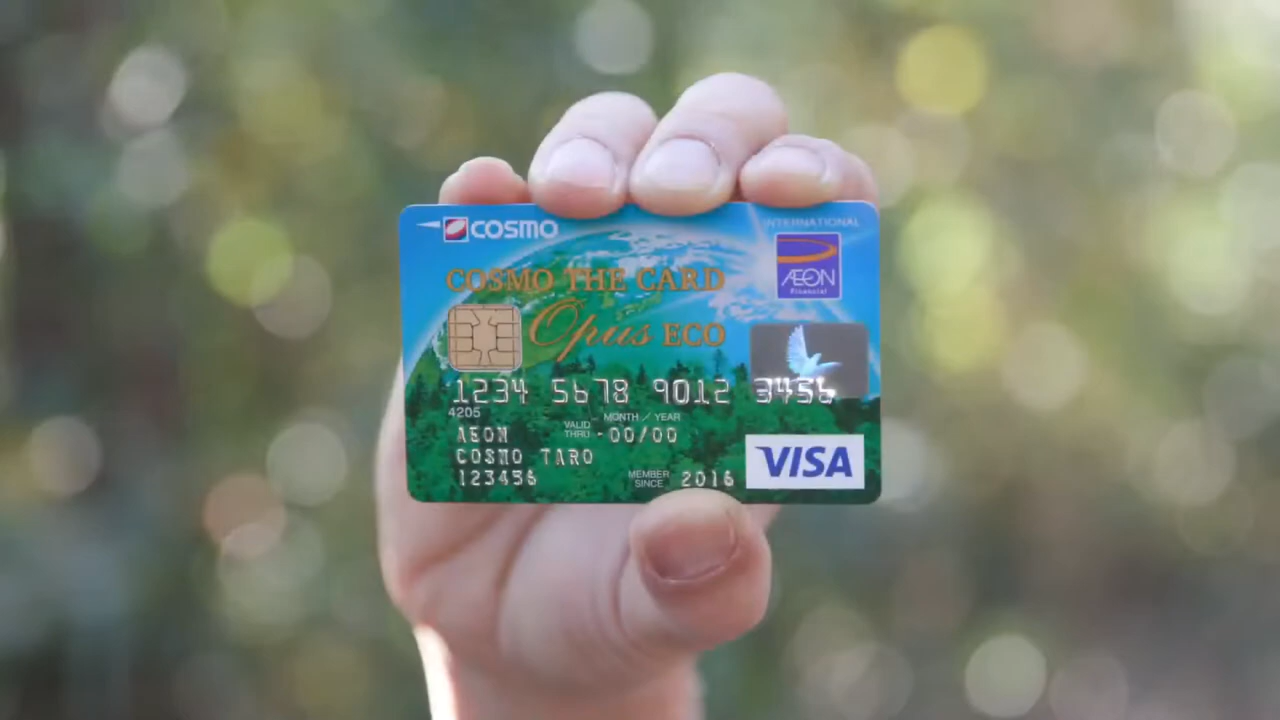 COSMO
INTERNATIONAL
ÆON
Financial
COSMO THE CARD
Opus ECO
1234 5678 9012 3456
4205
MONTH / YEAR
VALID THRU 00/00
AEON
COSMO TARO
123456
MEMBER SINCE 2016
VISA